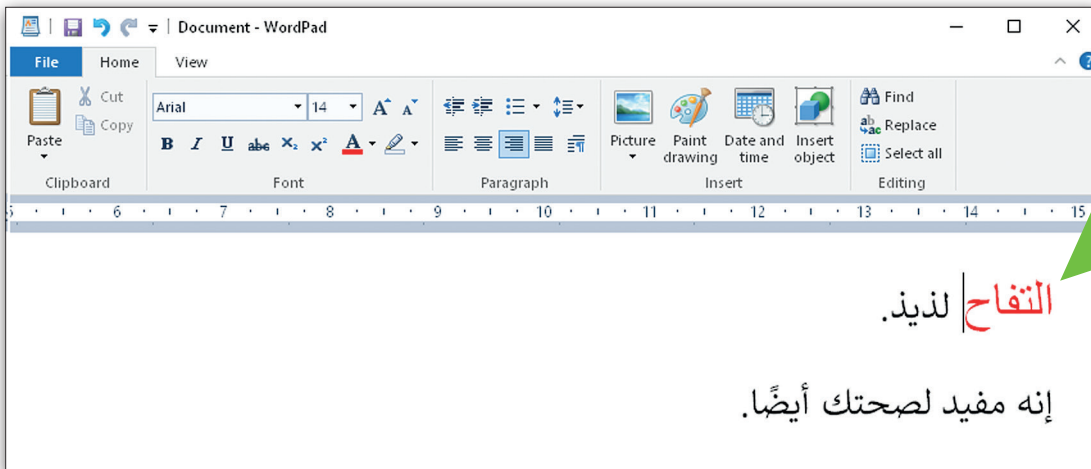 Document - WordPad
File Home View
Cut
Copy
Paste
Clipboard
Arial 14 A A
B I U abc X₂ X² A
Font
Paragraph
Picture
Paint drawing
Date and time
Insert object
Insert
Find
Replace
Select all
Editing
6 7 8 9 10 11 12 13 14 15
التفاح لذيذ.
إنه مفيد لصحتك أيضًا.